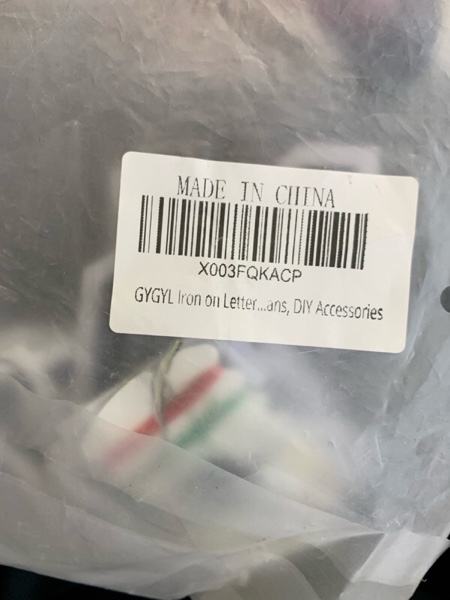 MADE IN CHINA
X003FQKACP
GYGYL Iron on Letter...ans, DIY Accessories